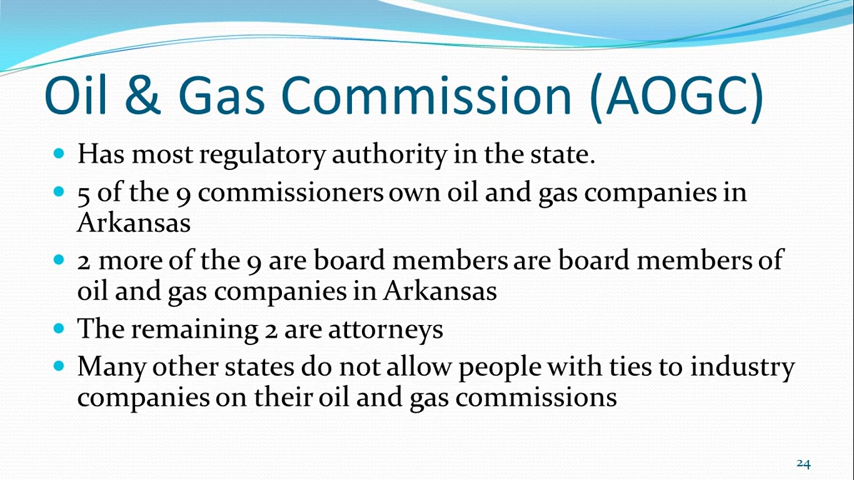 Oil & Gas Commission (AOGC)
• Has most regulatory authority in the state.
• 5 of the 9 commissioners own oil and gas companies in
Arkansas
• 2 more of the 9 are board members are board members of
oil and gas companies in Arkansas
• The remaining 2 are attorneys
• Many other states do not allow people with ties to industry
companies on their oil and gas commissions
24